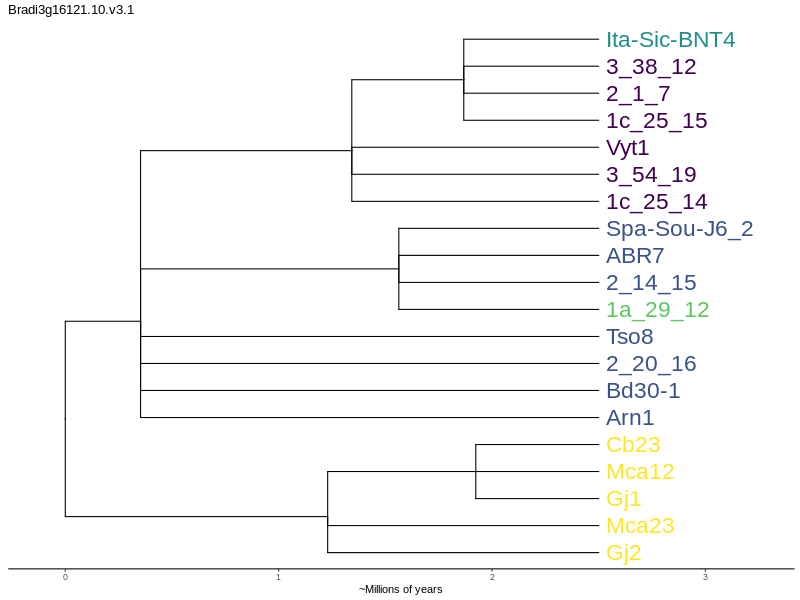 Bradi3g16121.10.v3.1
Ita-Sic-BNT4
3_38_12
2_1_7
1c_25_15
Vyt1
3_54_19
1c_25_14
Spa-Sou-J6_2
ABR7
2_14_15
1a_29_12
Tso8
2_20_16
Bd30-1
Arn1
Cb23
Mca12
Gj1
Mca23
Gj2
0 1 2 3
~Millions of years